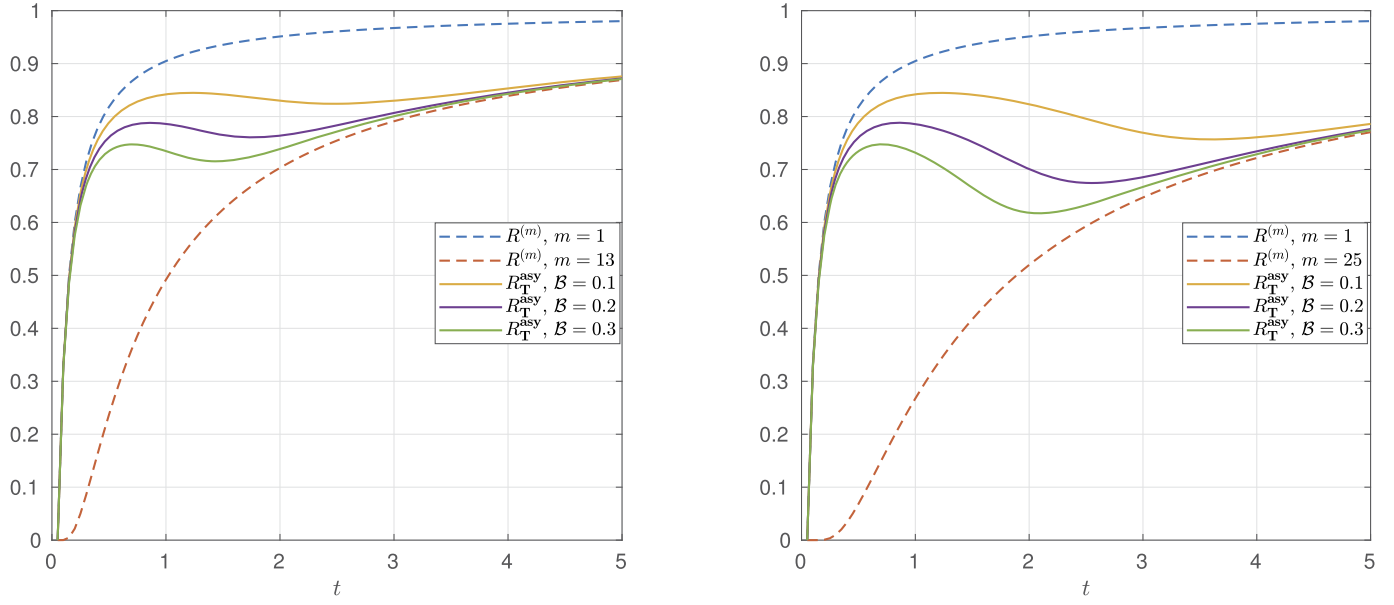 1
0.9
0.8
0.7
0.6
0.5
0.4
0.3
0.2
0.1
0
0 1 2 3 4 5
t
R^{(m)}, m = 1
R^{(m)}, m = 13
R_T^{asy}, ℬ = 0.1
R_T^{asy}, ℬ = 0.2
R_T^{asy}, ℬ = 0.3
1
0.9
0.8
0.7
0.6
0.5
0.4
0.3
0.2
0.1
0
0 1 2 3 4 5
t
R^{(m)}, m = 1
R^{(m)}, m = 25
R_T^{asy}, ℬ = 0.1
R_T^{asy}, ℬ = 0.2
R_T^{asy}, ℬ = 0.3